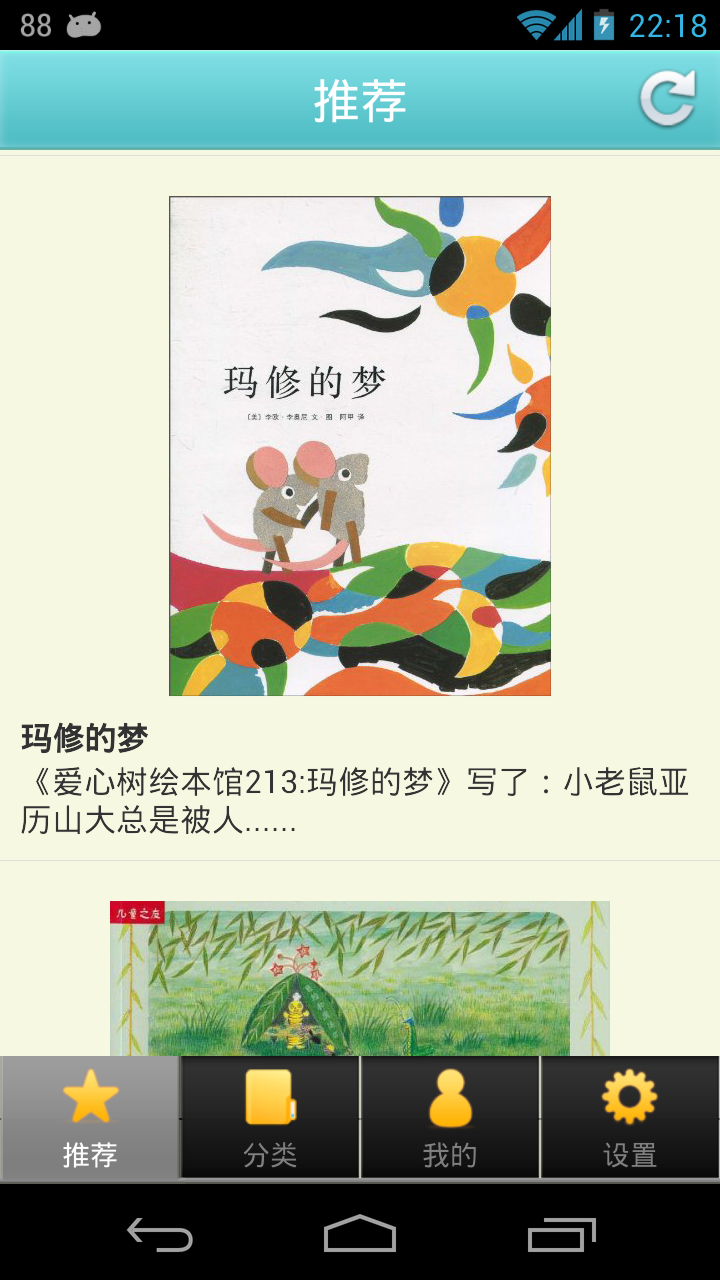 88
22:18
推荐
玛修的梦
〔美〕李欧·李奥尼 文·图 阿甲 译
玛修的梦
《爱心树绘本馆213:玛修的梦》写了：小老鼠亚
历山大总是被人......
儿童之友
推荐
分类
我的
设置